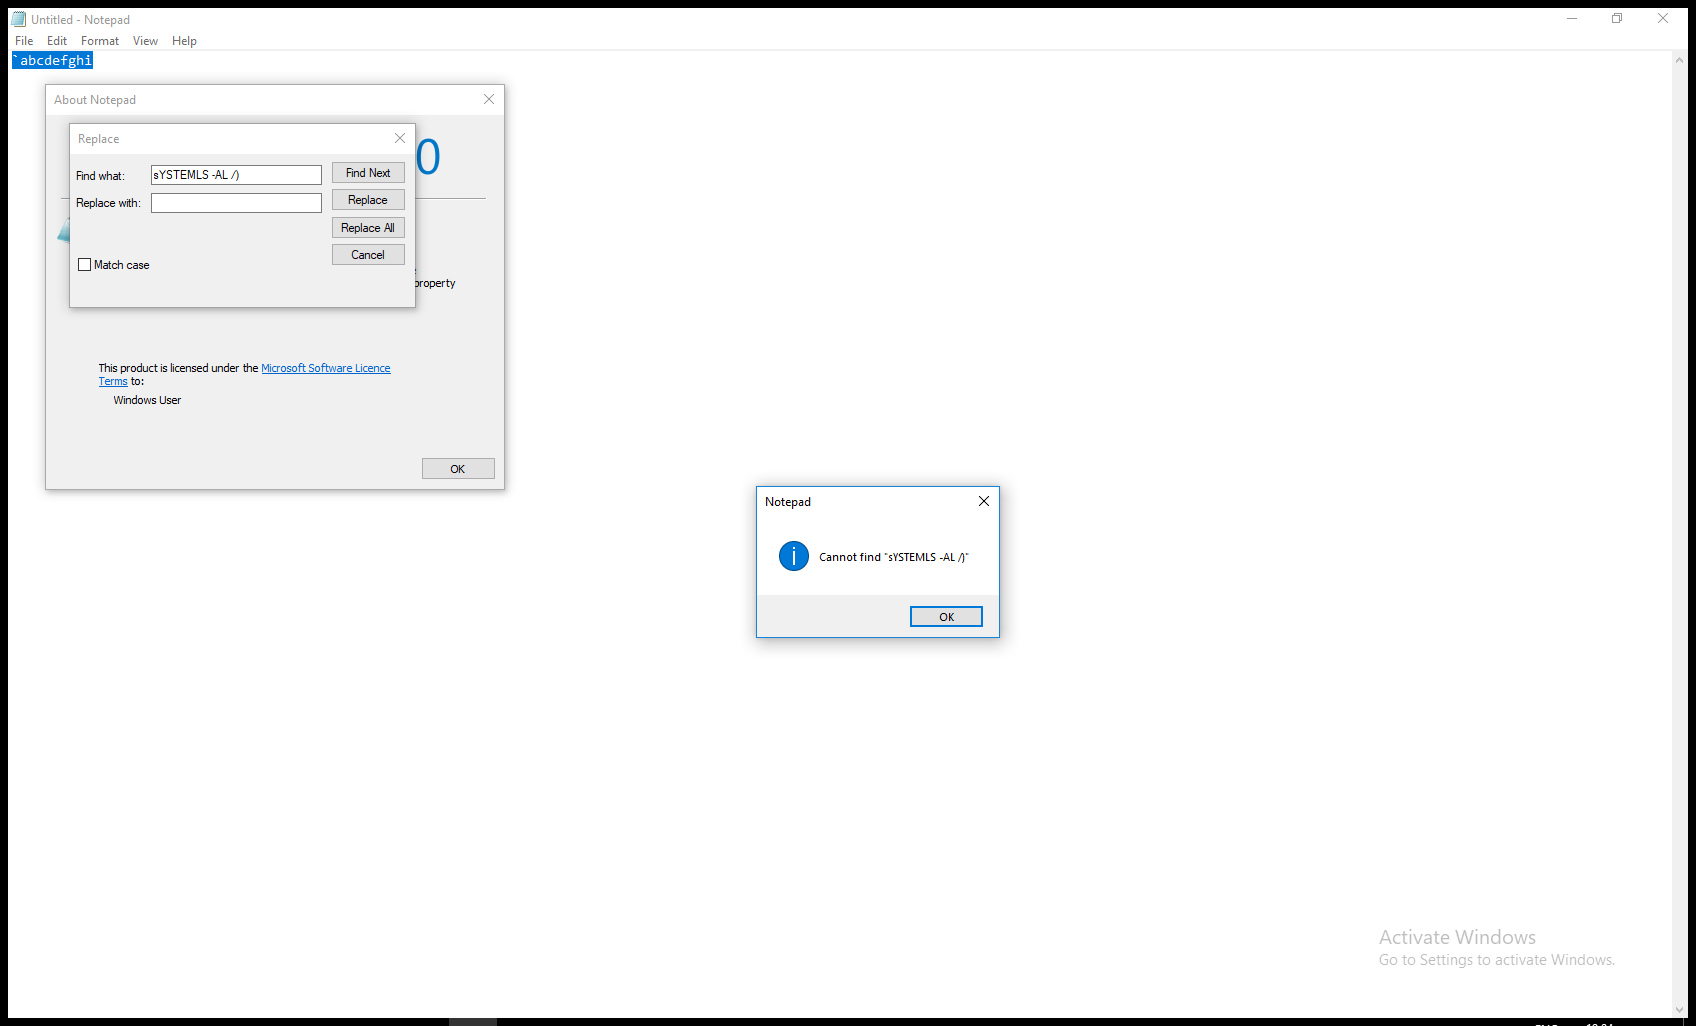 Untitled - Notepad
File Edit Format View Help
`abcdefghi
About Notepad
Replace
0
Find what: sYSTEMLS -AL /)
Find Next
Replace with:
Replace
Replace All
Cancel
Match case
property
This product is licensed under the Microsoft Software Licence
Terms to:
Windows User
OK
Notepad
Cannot find "sYSTEMLS -AL /)"
OK
Activate Windows
Go to Settings to activate Windows.